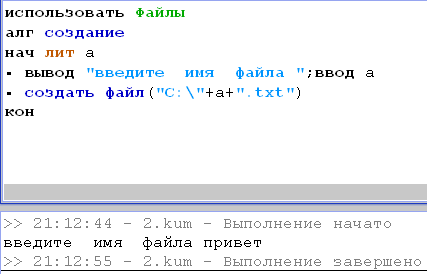 использовать Файлы
алг создание
нач лит а
· вывод "введите  имя  файла ";ввод а
· создать файл("C:\"+а+".txt")
кон
>> 21:12:44 - 2.kum - Выполнение начато
введите  имя  файла привет
>> 21:12:55 - 2.kum - Выполнение завершено